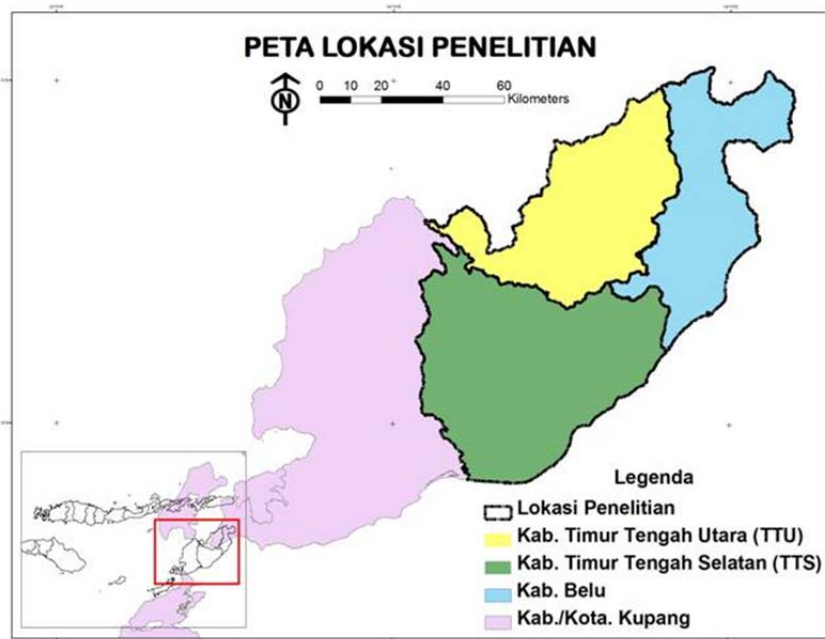 PETA LOKASI PENELITIAN
N
0 10 20 40 60
Kilometers
Legenda
Lokasi Penelitian
Kab. Timur Tengah Utara (TTU)
Kab. Timur Tengah Selatan (TTS)
Kab. Belu
Kab./Kota. Kupang